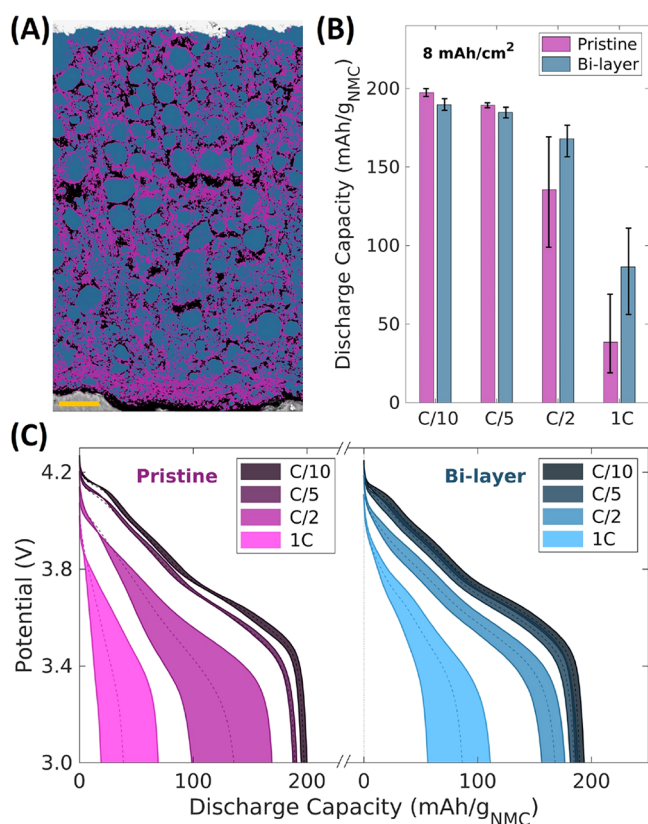 (A)
(B)
8 mAh/cm²
Pristine
Bi-layer
Discharge Capacity (mAh/g_NMC)
200
150
100
50
0
C/10
C/5
C/2
1C
(C)
Pristine
C/10
C/5
C/2
1C
Bi-layer
C/10
C/5
C/2
1C
Potential (V)
4.2
3.8
3.4
3.0
0
100
200
0
100
200
Discharge Capacity (mAh/g_NMC)